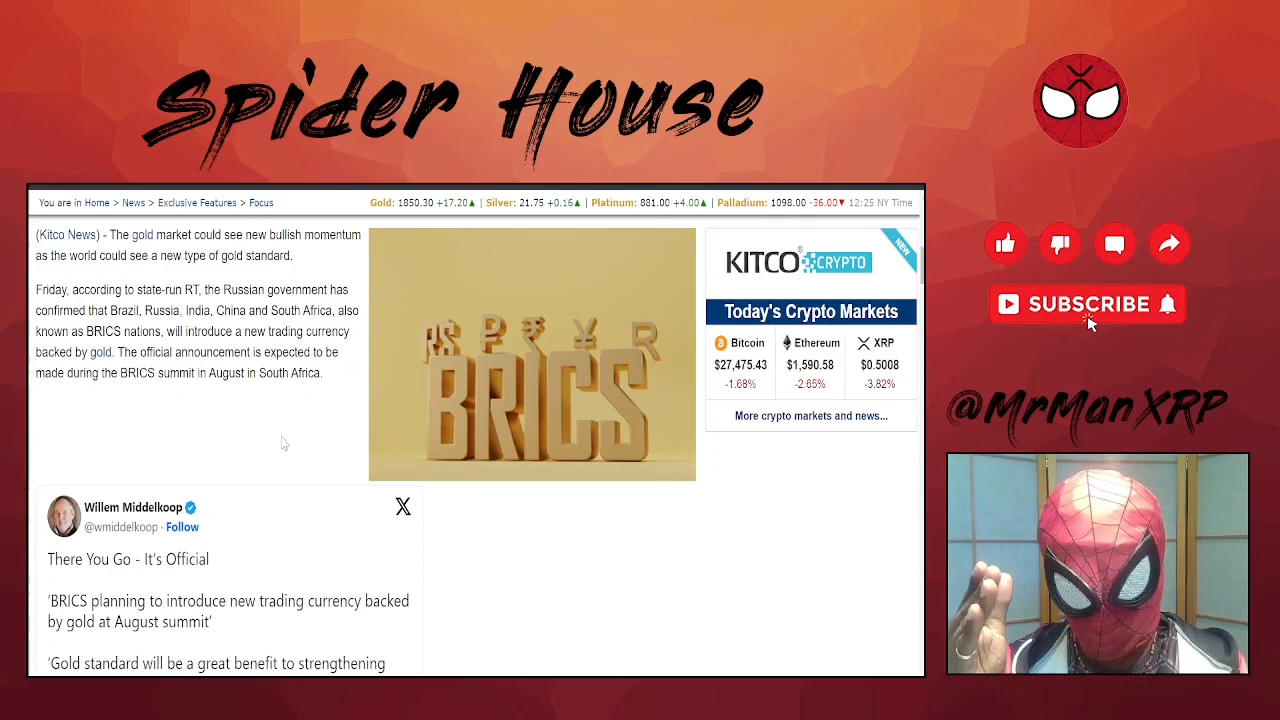 Spider House
You are in Home > News > Exclusive Features > Focus
Gold: 1850.30 +17.20▲ | Silver: 21.75 +0.16▲ | Platinum: 881.00 +4.00▲ | Palladium: 1098.00 -36.00▼ 12:25 NY Time
(Kitco News) - The gold market could see new bullish momentum
as the world could see a new type of gold standard.
Friday, according to state-run RT, the Russian government has
confirmed that Brazil, Russia, India, China and South Africa, also
known as BRICS nations, will introduce a new trading currency
backed by gold. The official announcement is expected to be
made during the BRICS summit in August in South Africa.
R$ ₽ ₹ ¥ R
BRICS
NEW
KITCO® CRYPTO
Today's Crypto Markets
Bitcoin Ethereum XRP
$27,475.43 $1,590.58 $0.5008
-1.68% -2.65% -3.82%
More crypto markets and news...
Willem Middelkoop
@wmiddelkoop · Follow
There You Go - It's Official
'BRICS planning to introduce new trading currency backed
by gold at August summit'
'Gold standard will be a great benefit to strengthening
SUBSCRIBE
@MrManXRP